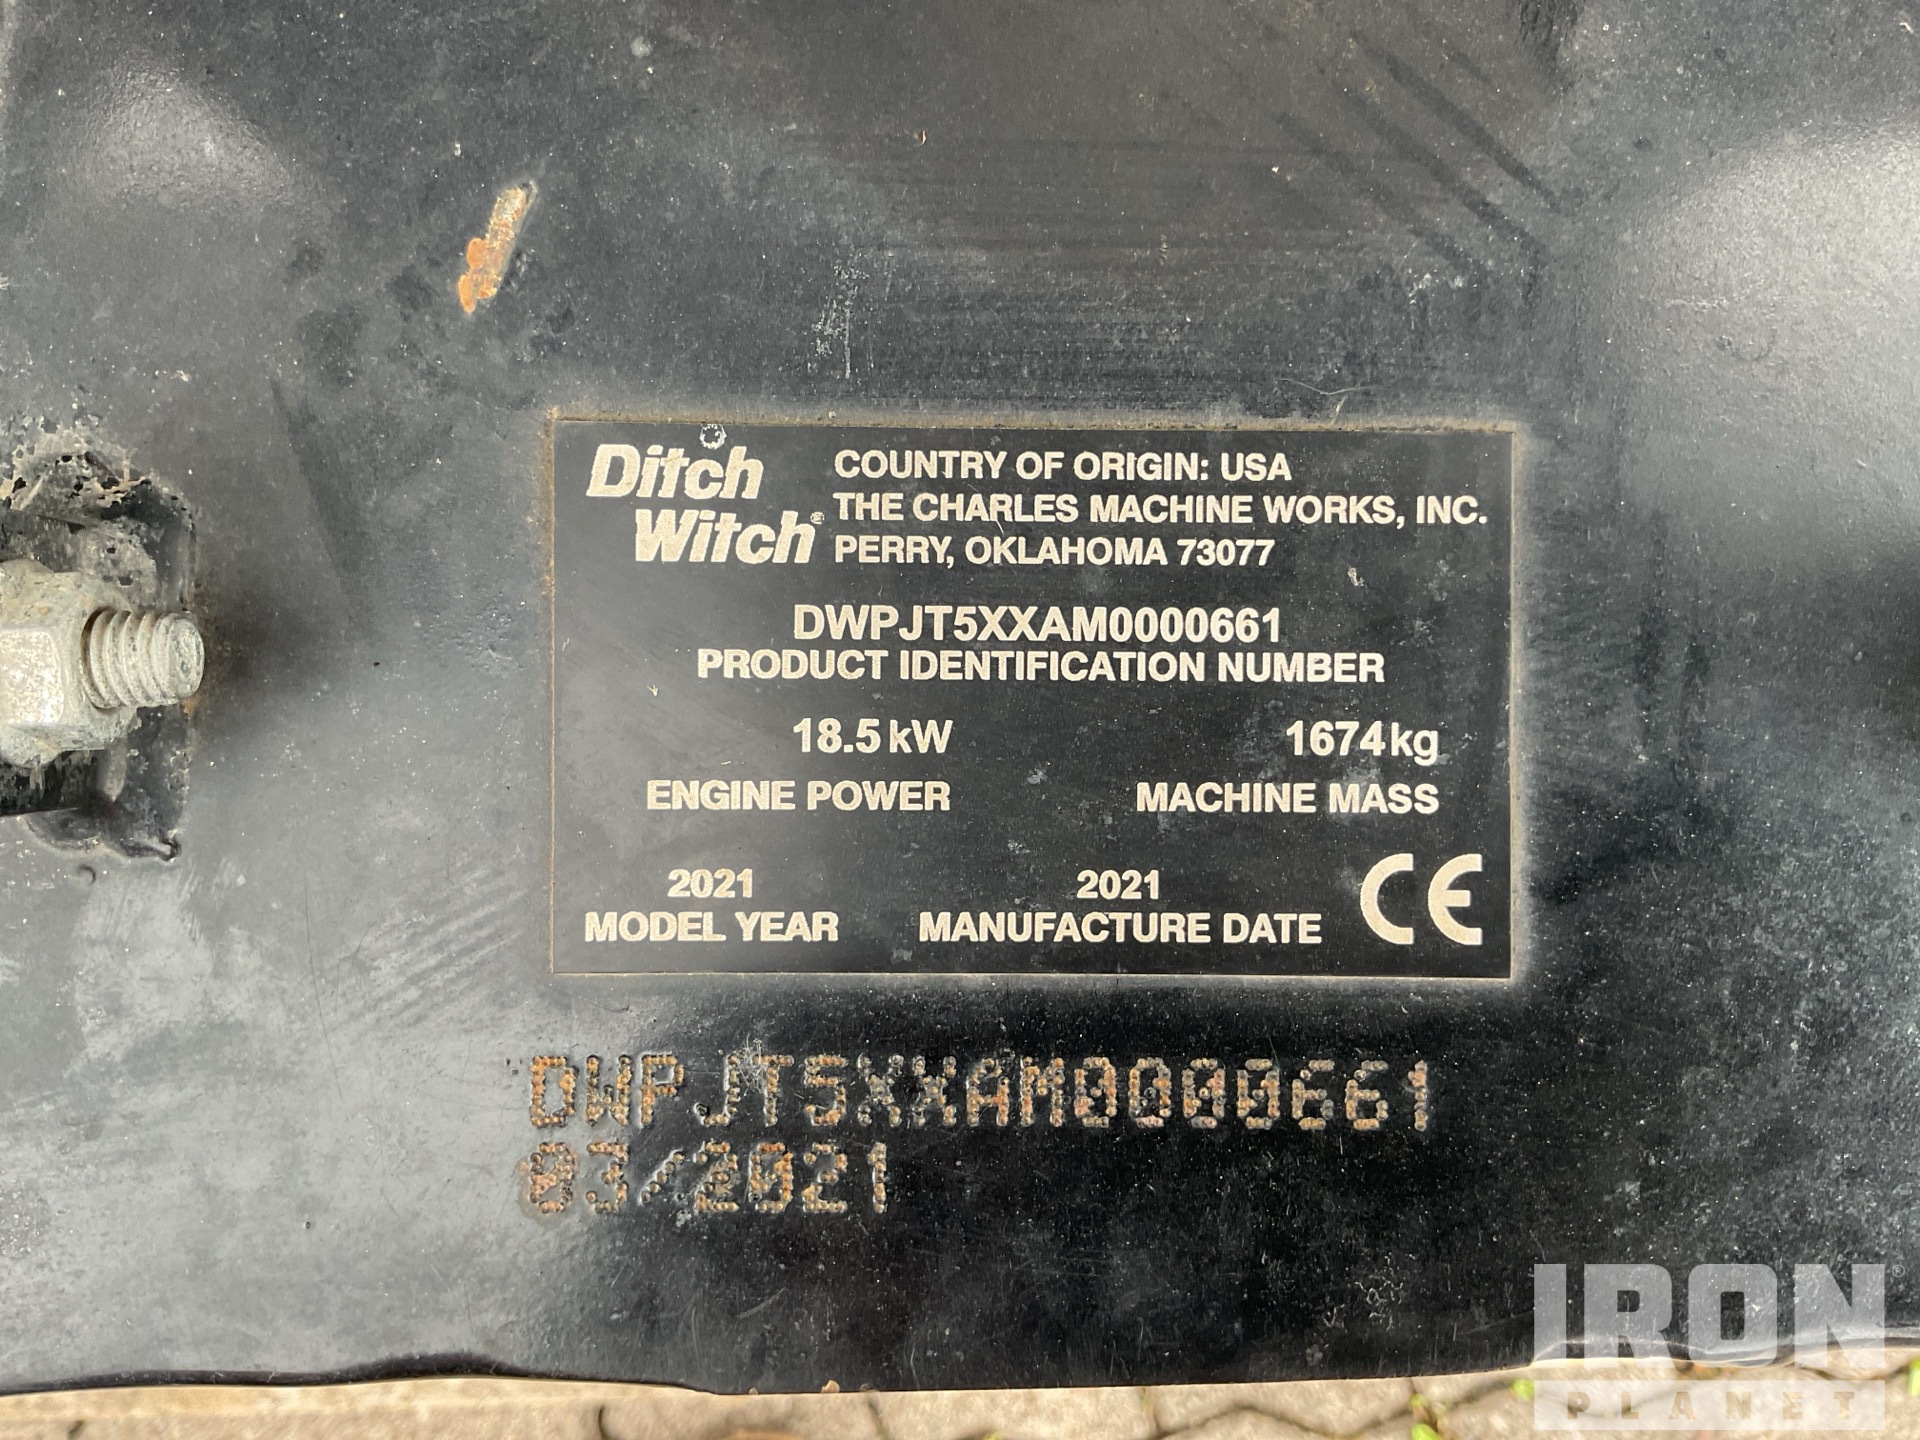 Ditch
Witch®
COUNTRY OF ORIGIN: USA
THE CHARLES MACHINE WORKS, INC.
PERRY, OKLAHOMA 73077
DWPJT5XXAM0000661
PRODUCT IDENTIFICATION NUMBER
18.5 kW
1674 kg
ENGINE POWER
MACHINE MASS
2021
2021
MODEL YEAR
MANUFACTURE DATE
CE
DWPJT5XXAM0000661
03/2021
IRON®
PLANET